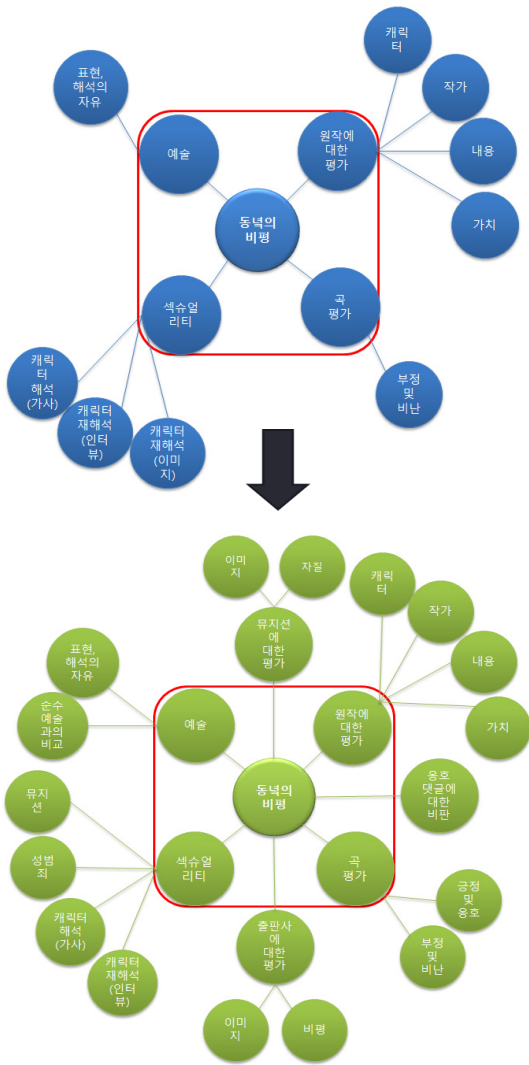 캐릭
터
표현,
해석의
자유
작가
원작에
대한
평가
예술
내용
동녘의
비평
가치
섹슈얼
리티
곡
평가
캐릭
터
해석
(가사)
부정
및
비난
캐릭터
재해석
(인터
뷰)
캐릭터
재해석
(이미
지)
이미
지
자질
캐릭
터
뮤지션
에
대한
평가
작가
표현,
해석의
자유
내용
순수
예술
과의
비교
예술
원작에
대한
평가
가치
뮤지
션
동녘의
비평
옹호
댓글에
대한
비판
성범
죄
섹슈얼
리티
곡
평가
긍정
및
옹호
캐릭터
해석
(가사)
출판사
에
대한
평가
부정
및
비난
캐릭터
재해석
(인터
뷰)
이미
지
비평